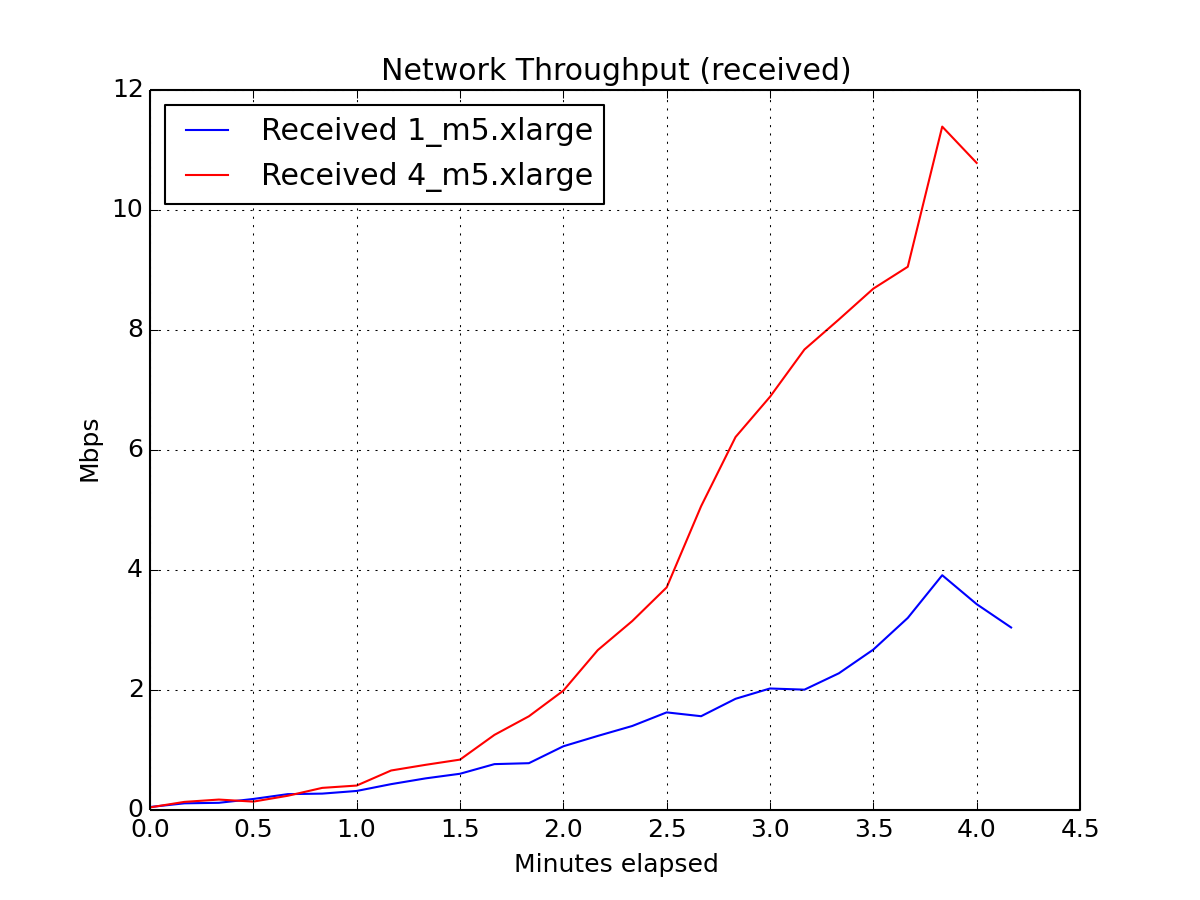 Network Throughput (received)
12
Received 1_m5.xlarge
Received 4_m5.xlarge
10
8
6
4
2
0
Mbps
0.0 0.5 1.0 1.5 2.0 2.5 3.0 3.5 4.0 4.5
Minutes elapsed